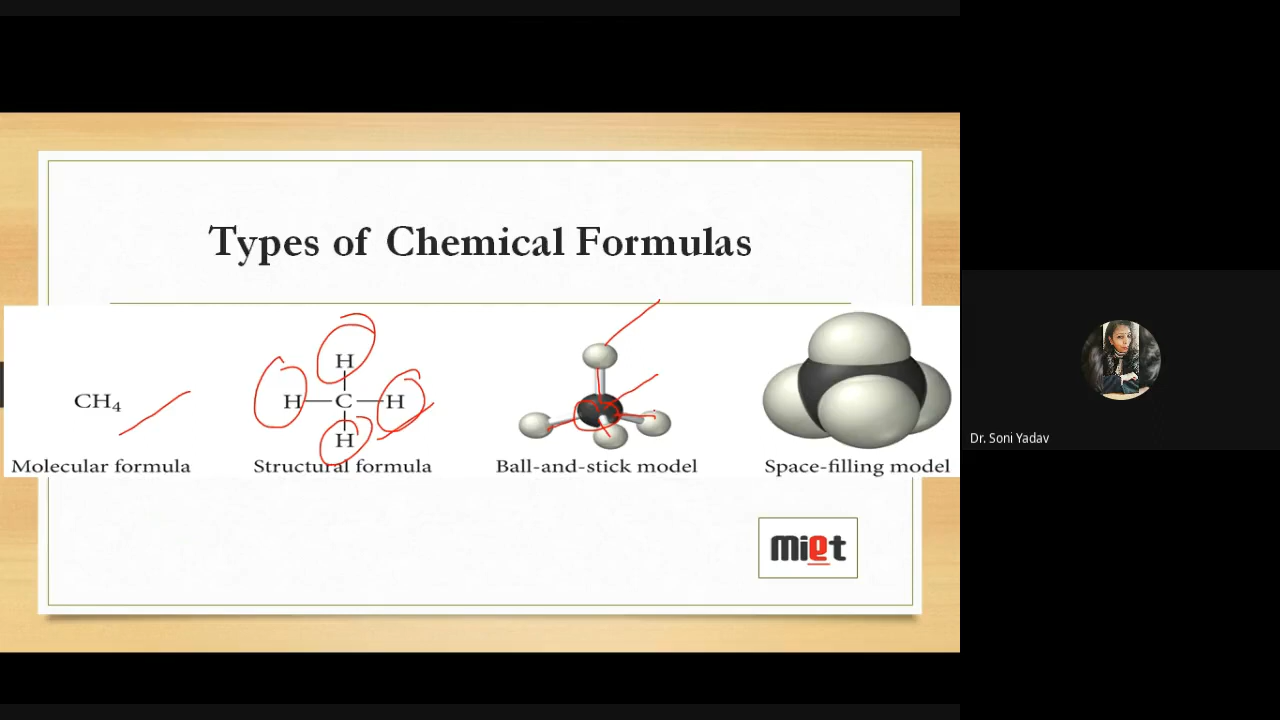 Types of Chemical Formulas
CH₄
H
H—C—H
H
Molecular formula
Structural formula
Ball-and-stick model
Space-filling model
miet
Dr. Soni Yadav